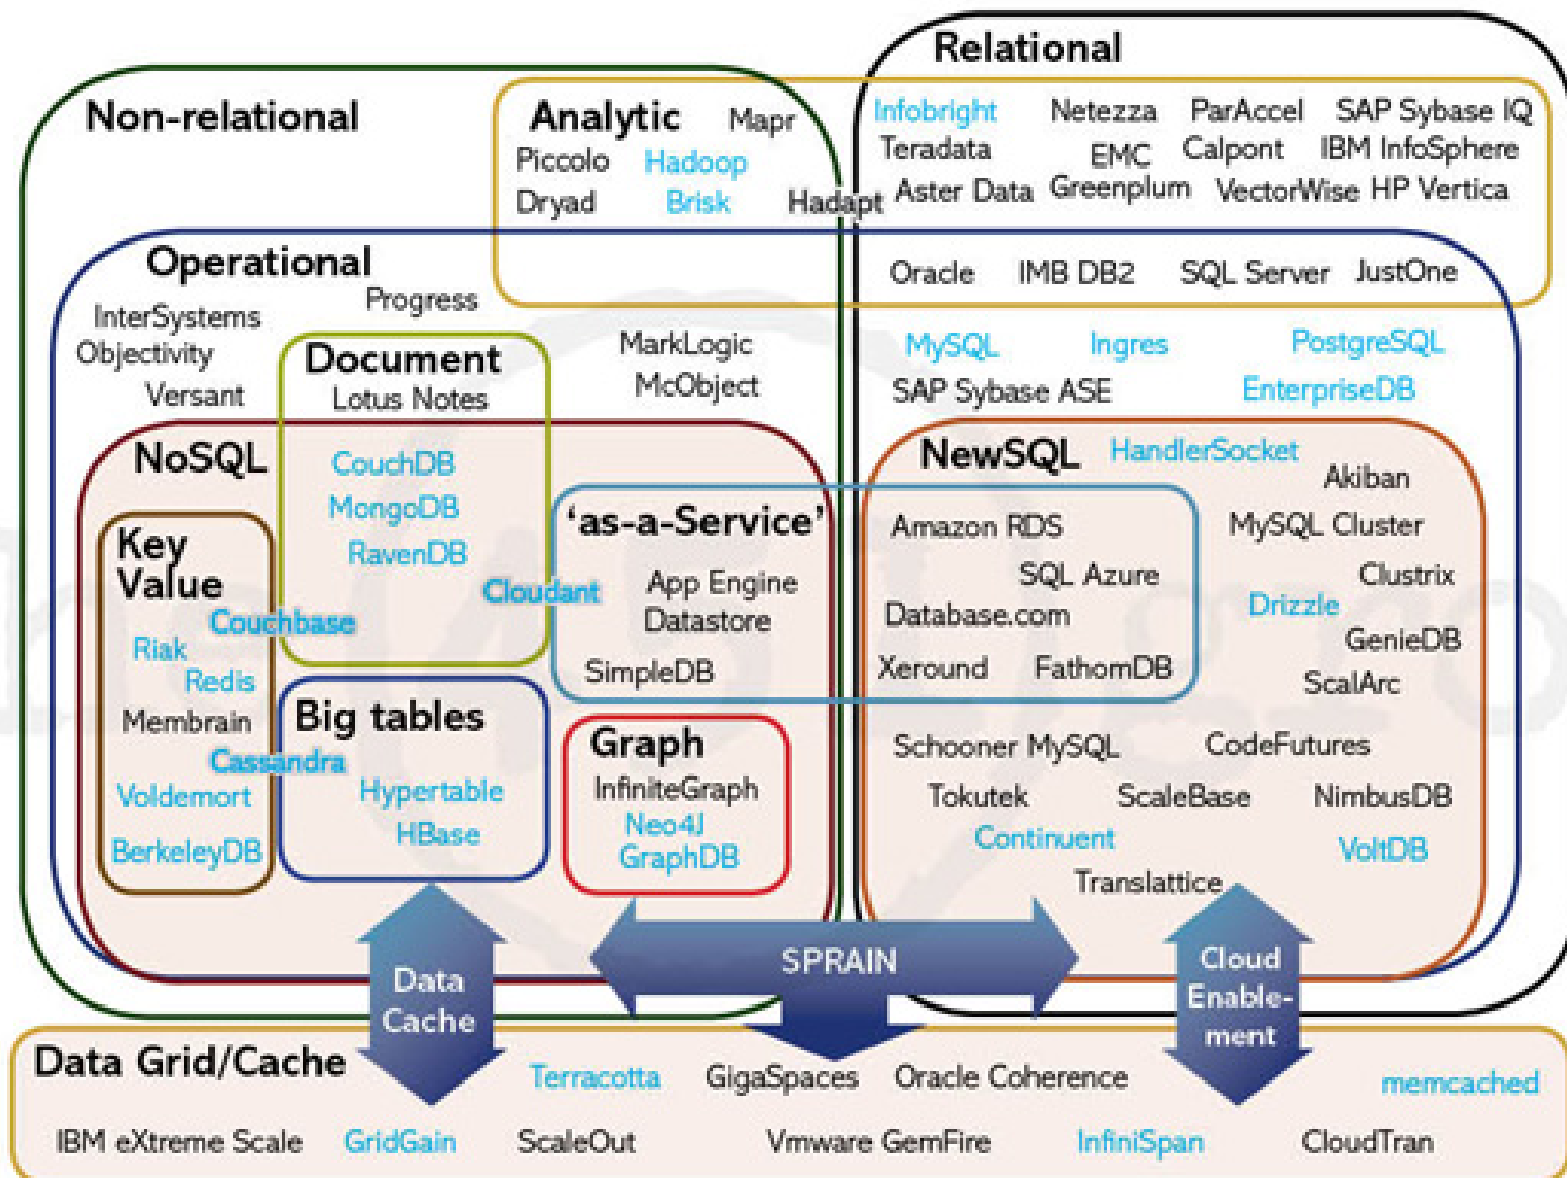 Relational
Non-relational
Analytic
Mapr
Piccolo
Hadoop
Dryad
Brisk
Hadapt
Infobright
Netezza
ParAccel
SAP Sybase IQ
Teradata
EMC
Greenplum
Calpont
IBM InfoSphere
Aster Data
VectorWise
HP Vertica
Operational
Oracle
IMB DB2
SQL Server
JustOne
Progress
InterSystems
Objectivity
Versant
Document
Lotus Notes
MarkLogic
McObject
MySQL
Ingres
PostgreSQL
SAP Sybase ASE
EnterpriseDB
NoSQL
CouchDB
MongoDB
RavenDB
Cloudant
Key
Value
Couchbase
Riak
Redis
Membrain
Cassandra
Voldemort
BerkeleyDB
Big tables
Hypertable
HBase
'as-a-Service'
App Engine
Datastore
SimpleDB
Graph
InfiniteGraph
Neo4J
GraphDB
NewSQL
HandlerSocket
Akiban
Amazon RDS
MySQL Cluster
SQL Azure
Clustrix
Database.com
Drizzle
GenieDB
Xeround
FathomDB
ScalArc
Schooner MySQL
CodeFutures
Tokutek
ScaleBase
NimbusDB
Continuent
VoltDB
Translattice
Data
Cache
SPRAIN
Cloud
Enable-
ment
Data Grid/Cache
Terracotta
GigaSpaces
Oracle Coherence
memcached
IBM eXtreme Scale
GridGain
ScaleOut
Vmware GemFire
InfiniSpan
CloudTran